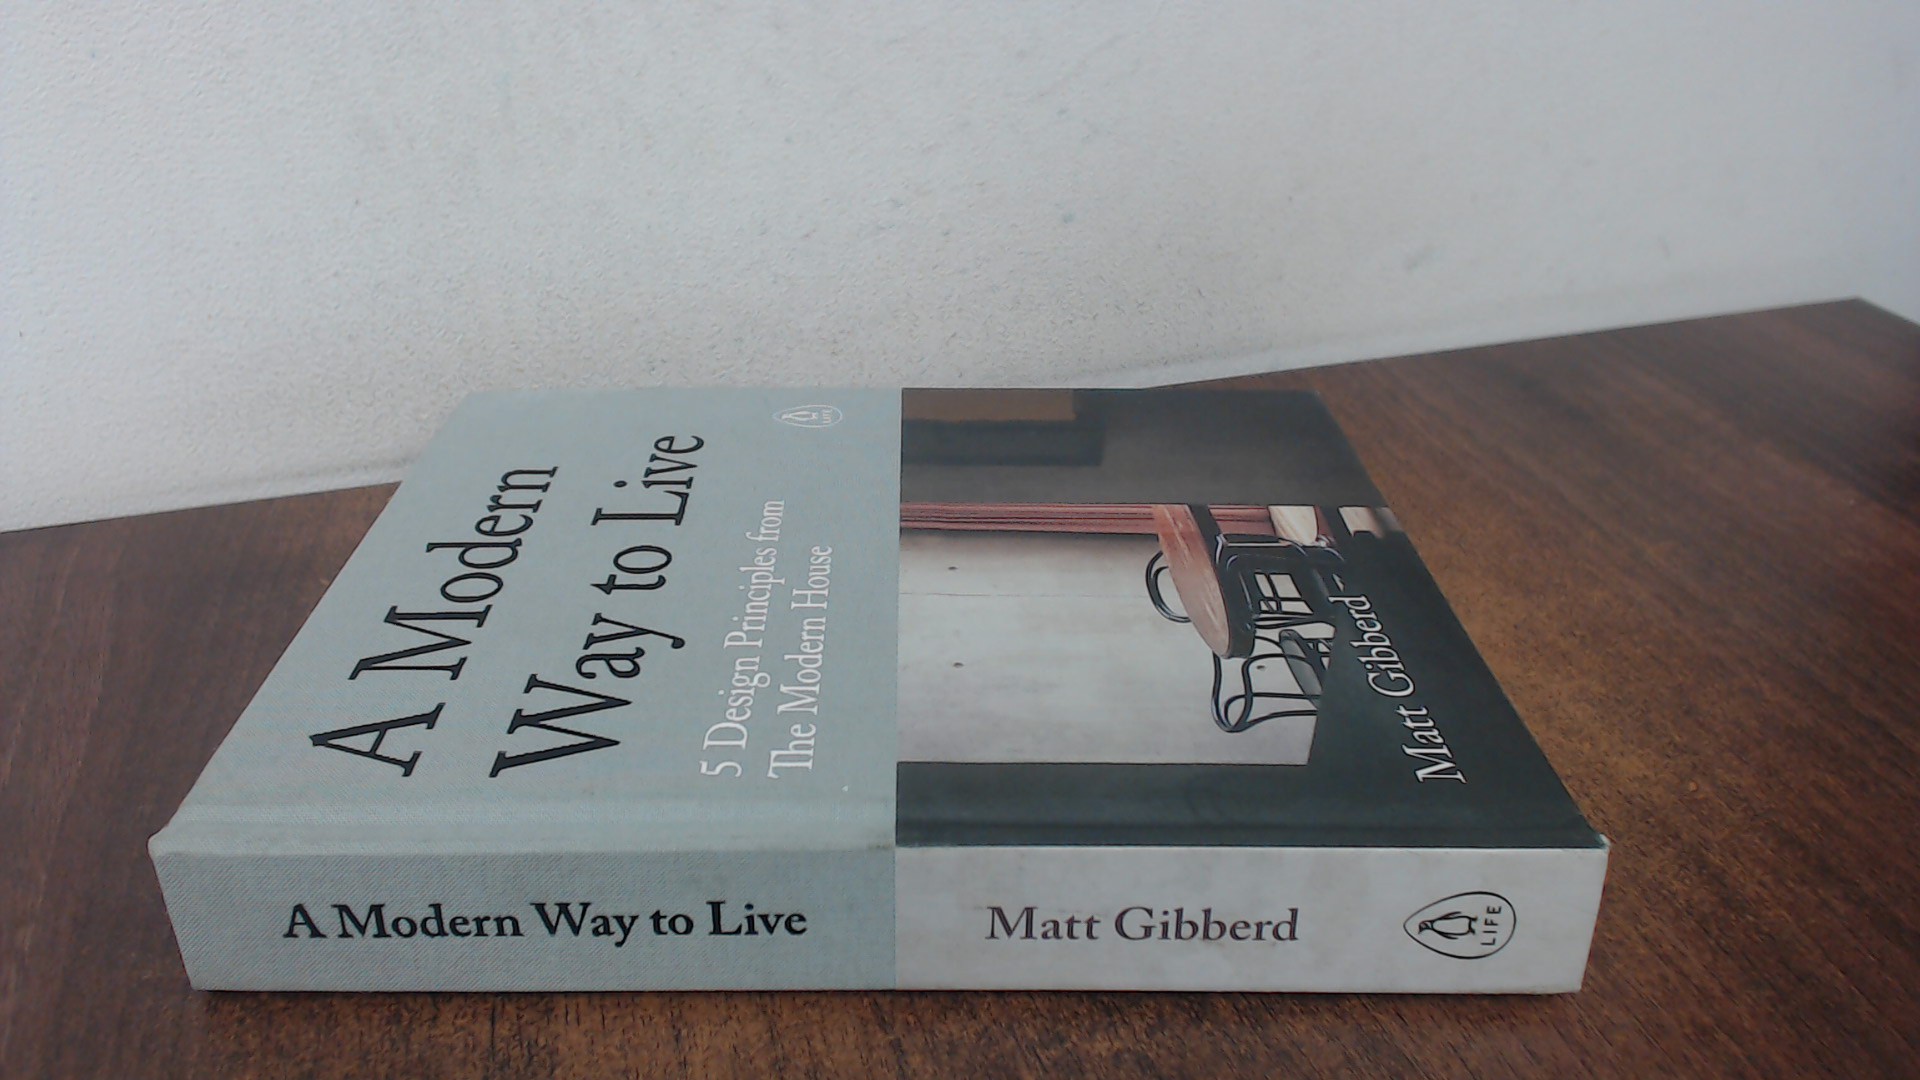 A Modern
Way to Live
5 Design Principles from
The Modern House
LIFE
Matt Gibberd
A Modern Way to Live
Matt Gibberd
LIFE